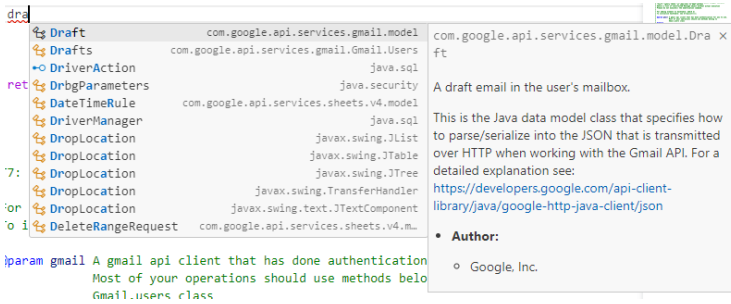 dra
Draft com.google.api.services.gmail.model
Drafts com.google.api.services.gmail.Gmail.Users
DriverAction java.sql
DrbgParameters java.security
DateTimeRule com.google.api.services.sheets.v4.model
DriverManager java.sql
DropLocation javax.swing.JList
DropLocation javax.swing.JTable
DropLocation javax.swing.JTree
DropLocation javax.swing.TransferHandler
DropLocation javax.swing.text.JTextComponent
DeleteRangeRequest com.google.api.services.sheets.v4.m…
ret
7:
For
To i
@param gmail A gmail api client that has done authentication
Most of your operations should use methods belo
Gmail.users class
com.google.api.services.gmail.model.Dra ×
ft
A draft email in the user's mailbox.
This is the Java data model class that specifies how
to parse/serialize into the JSON that is transmitted
over HTTP when working with the Gmail API. For a
detailed explanation see:
https://developers.google.com/api-client-
library/java/google-http-java-client/json
• Author:
◦ Google, Inc.